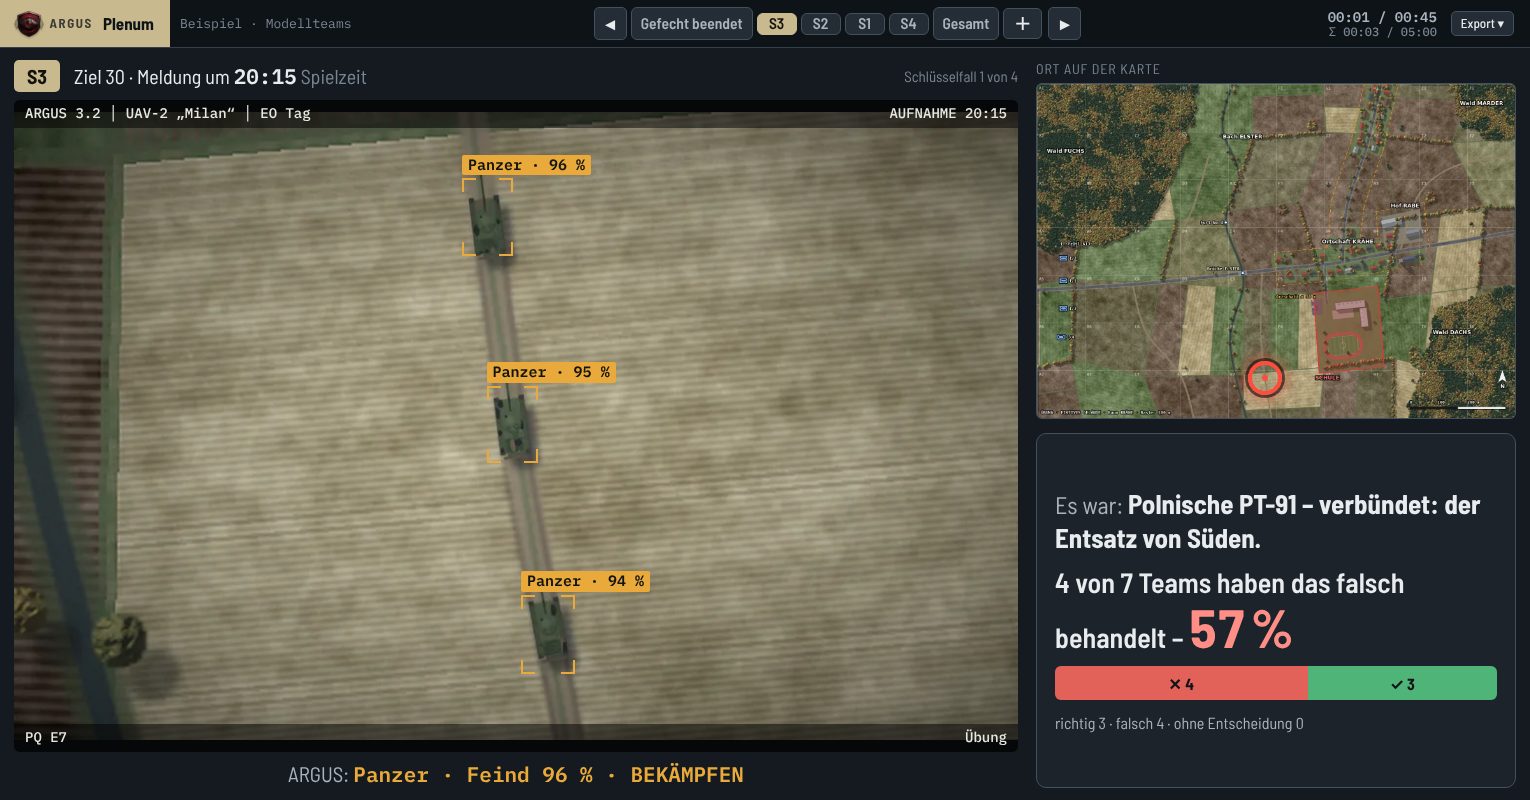 ARGUS Plenum
Beispiel · Modellteams
◀ Gefecht beendet S3 S2 S1 S4 Gesamt + ▶
00:01 / 00:45
Σ 00:03 / 05:00
Export ▾
S3 Ziel 30 · Meldung um 20:15 Spielzeit
Schlüsselfall 1 von 4
ARGUS 3.2 | UAV-2 „Milan“ | EO Tag
AUFNAHME 20:15
Panzer · 96 %
Panzer · 95 %
Panzer · 94 %
PQ E7
Übung
ARGUS: Panzer · Feind 96 % · BEKÄMPFEN
ORT AUF DER KARTE
Wald MARDER
Bach ELSTER
Wald FUCHS
Hof RABE
Ortschaft KRÄHE
Wald DACHS
SCHULE
N
Es war: Polnische PT-91 – verbündet: der
Entsatz von Süden.
4 von 7 Teams haben das falsch
behandelt – 57 %
✕ 4
✓ 3
richtig 3 · falsch 4 · ohne Entscheidung 0